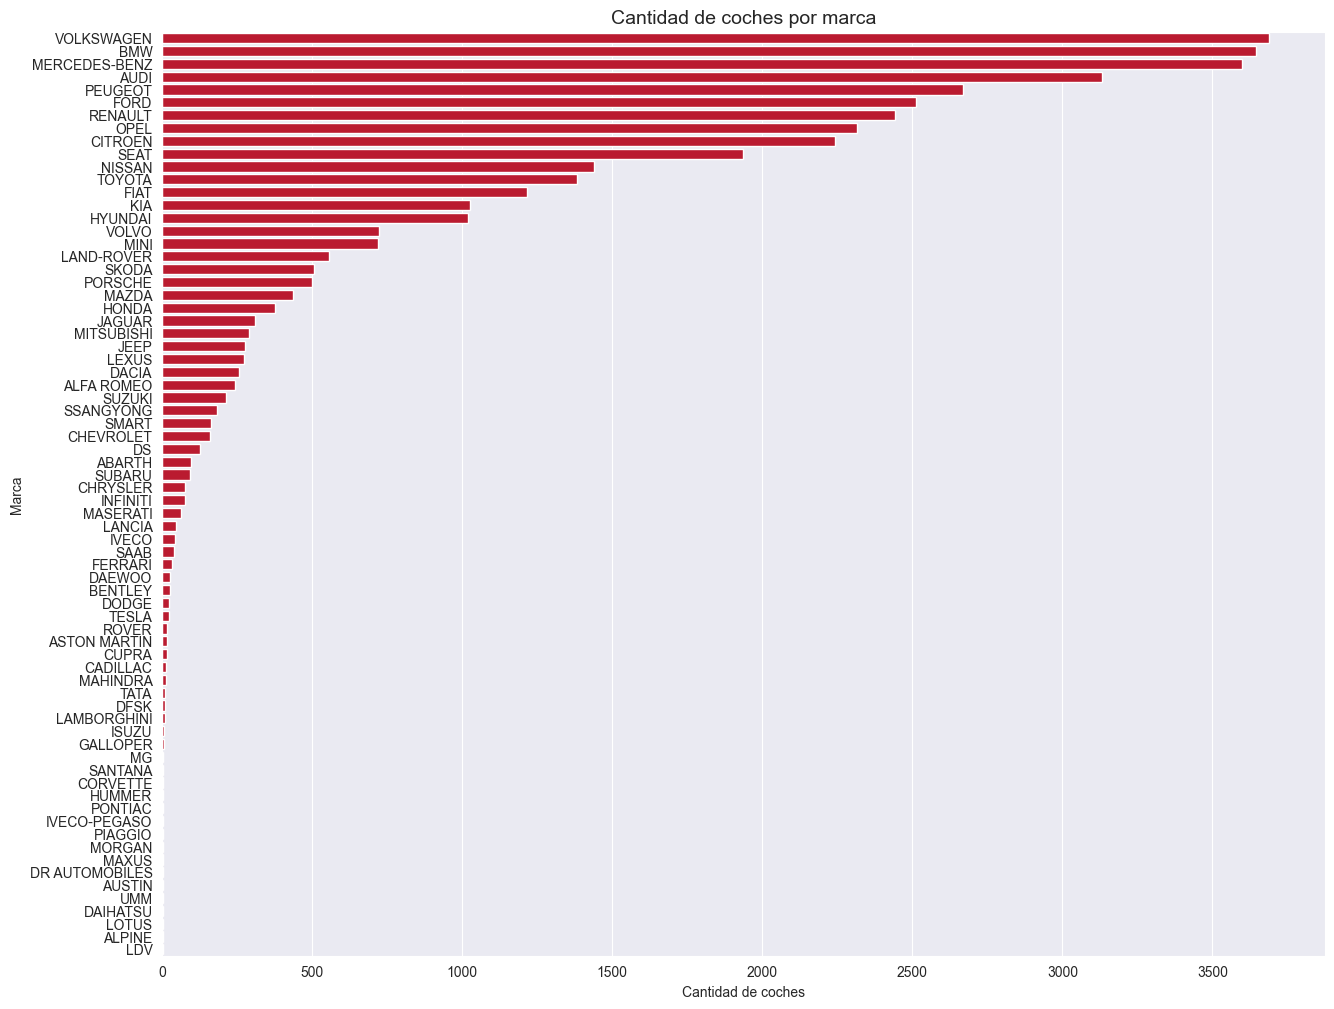 Cantidad de coches por marca
VOLKSWAGEN
BMW
MERCEDES-BENZ
AUDI
PEUGEOT
FORD
RENAULT
OPEL
CITROEN
SEAT
NISSAN
TOYOTA
FIAT
KIA
HYUNDAI
VOLVO
MINI
LAND-ROVER
SKODA
PORSCHE
MAZDA
HONDA
JAGUAR
MITSUBISHI
JEEP
LEXUS
DACIA
ALFA ROMEO
SUZUKI
SSANGYONG
SMART
CHEVROLET
DS
ABARTH
SUBARU
CHRYSLER
INFINITI
MASERATI
LANCIA
IVECO
SAAB
FERRARI
DAEWOO
BENTLEY
DODGE
TESLA
ROVER
ASTON MARTIN
CUPRA
CADILLAC
MAHINDRA
TATA
DFSK
LAMBORGHINI
ISUZU
GALLOPER
MG
SANTANA
CORVETTE
HUMMER
PONTIAC
IVECO-PEGASO
PIAGGIO
MORGAN
MAXUS
DR AUTOMOBILES
AUSTIN
UMM
DAIHATSU
LOTUS
ALPINE
LDV
Marca
0 500 1000 1500 2000 2500 3000 3500
Cantidad de coches